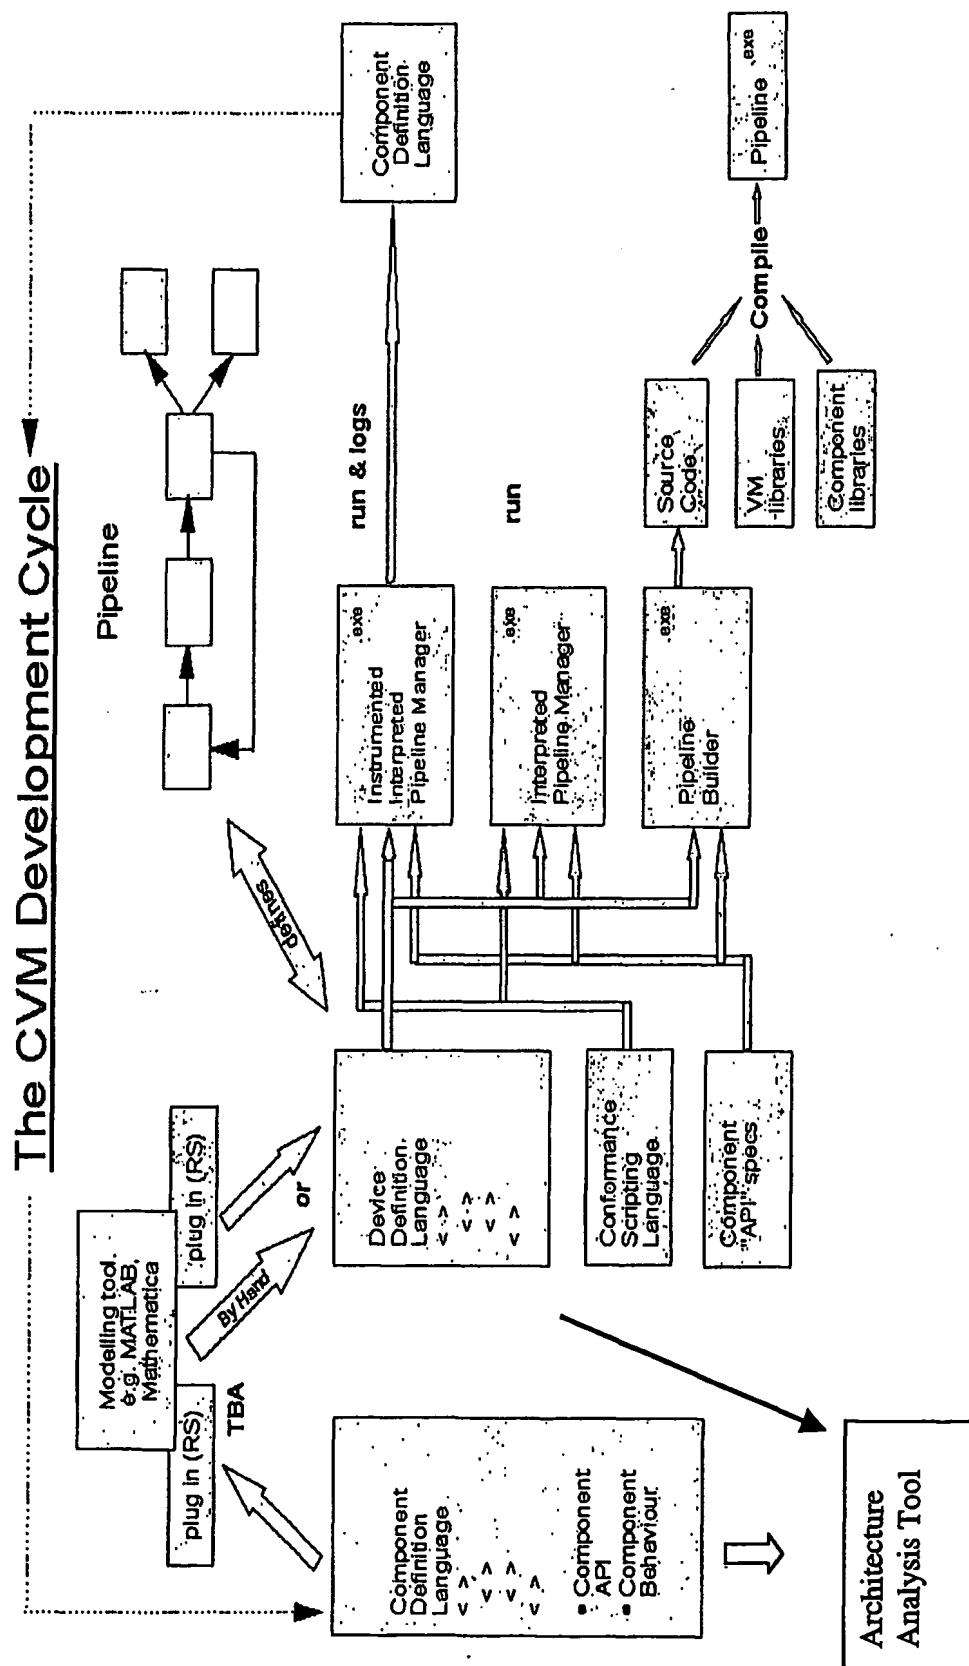 The CVM Development Cycle
Modelling tool.
e.g. MATLAB,
Mathematica
plug in (RS)
plug in (RS)
TBA
By Hand
or
defines
Pipeline
Component
Definition
Language
< >
< >
< >
< >
• Component
API
• Component
Behaviour.
Device
Definition.
Language
< >
< >
< >
< >
Conformance
Scripting
Language
Component
"API" specs
Instrumented
Interpreted
Pipeline Manager
.exe
Interpreted
Pipeline Manager
.exe
Pipeline
Builder
.exe
run & logs
run
Component
Definition.
Language
Source
Code
VM
-libraries
Component
libraries
Compile
Pipeline
.exe
Architecture
Analysis Tool